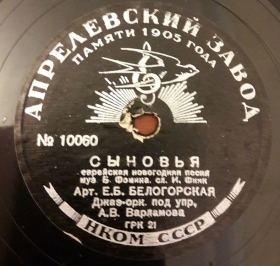 АПРЕЛЕВСКИЙ ЗАВОД
ПАМЯТИ 1905 ГОДА
№ 10060
СЫНОВЬЯ
еврейская новогодняя песня
муз. Б. Фомина. сл. И. Финк
Арт. Е.Б. БЕЛОГОРСКАЯ
Джаз-орк. под упр.
А.В. Варламова
ГРК 21
НКОМ СССР